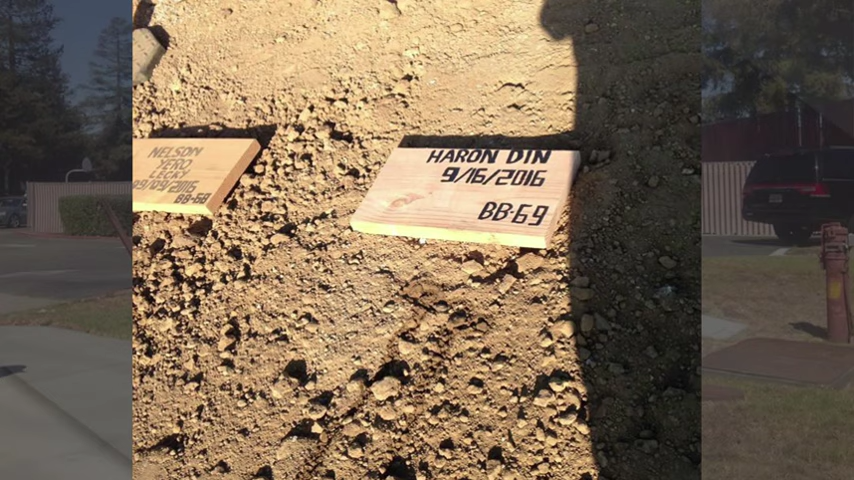 NELSON
YERO
LECKY
09/09/2016
BB-68
HARON DIN
9/16/2016
BB-69